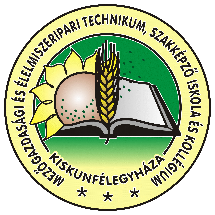 MEZŐGAZDASÁGI ÉS ÉLELMISZERIPARI TECHNIKUM, SZAKKÉPZŐ ISKOLA ÉS KOLLÉGIUM
KISKUNFÉLEGYHÁZA